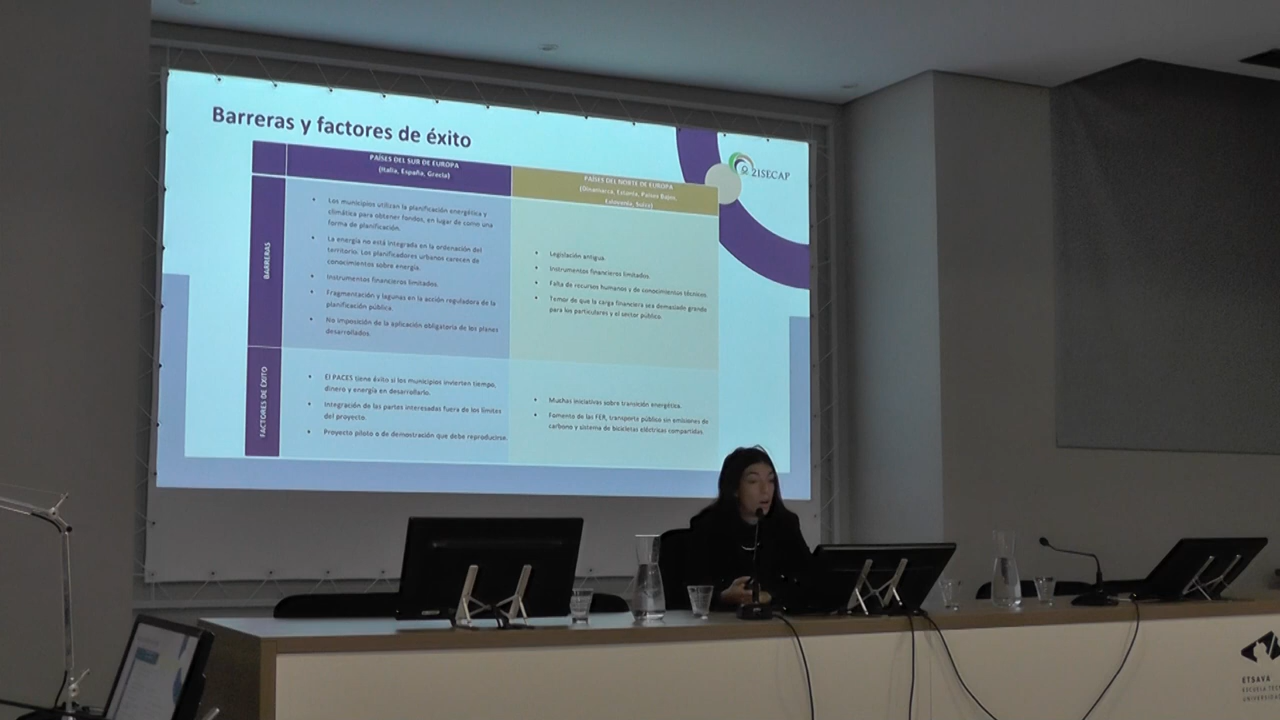 Barreras y factores de éxito
21SECAP
PAÍSES DEL SUR DE EUROPA
(Italia, España, Grecia)
PAÍSES DEL NORTE DE EUROPA
(Dinamarca, Estonia, Países Bajos,
Eslovenia, Suiza)
BARRERAS
• Los municipios utilizan la planificación energética y
climática para obtener fondos, en lugar de como una
forma de planificación.
• La energía no está integrada en la ordenación del
territorio. Los planificadores urbanos carecen de
conocimientos sobre energía.
• Instrumentos financieros limitados.
• Fragmentación y lagunas en la acción reguladora de la
planificación pública.
• No imposición de la aplicación obligatoria de los planes
desarrollados.
• Legislación antigua.
• Instrumentos financieros limitados.
• Falta de recursos humanos y de conocimientos técnicos.
• Temor de que la carga financiera sea demasiado grande
para los particulares y el sector público.
FACTORES DE ÉXITO
• El PACES tiene éxito si los municipios invierten tiempo,
dinero y energía en desarrollarlo.
• Integración de las partes interesadas fuera de los límites
del proyecto.
• Proyecto piloto o de demostración que debe reproducirse.
• Muchas iniciativas sobre transición energética.
• Fomento de las FER, transporte público sin emisiones de
carbono y sistema de bicicletas eléctricas compartidas.
ETSAVA
ESCUELA
UNIVERSIDAD